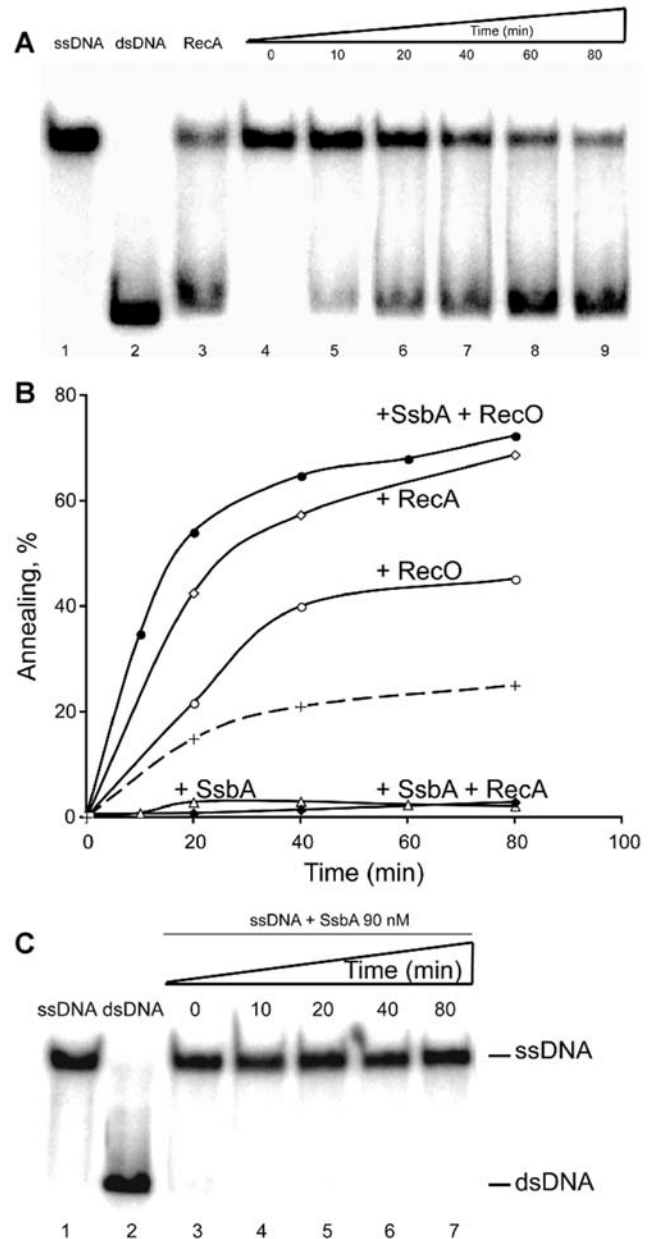 A
ssDNA dsDNA RecA
Time (min)
0 10 20 40 60 80
1 2 3 4 5 6 7 8 9
B
80
60
40
20
0
Annealing, %
+SsbA + RecO
+ RecA
+ RecO
+ SsbA
+ SsbA + RecA
0 20 40 60 80 100
Time (min)
C
ssDNA + SsbA 90 nM
Time (min)
ssDNA dsDNA 0 10 20 40 80
ssDNA
dsDNA
1 2 3 4 5 6 7